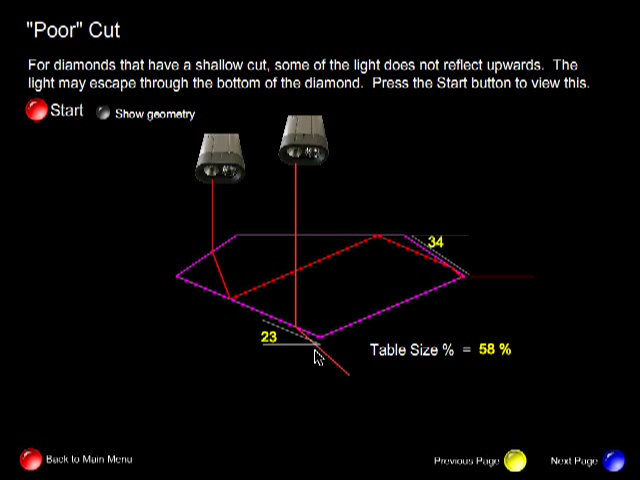 "Poor" Cut
For diamonds that have a shallow cut, some of the light does not reflect upwards. The
light may escape through the bottom of the diamond. Press the Start button to view this.
Start Show geometry
34
23
Table Size % = 58 %
Back to Main Menu Previous Page Next Page